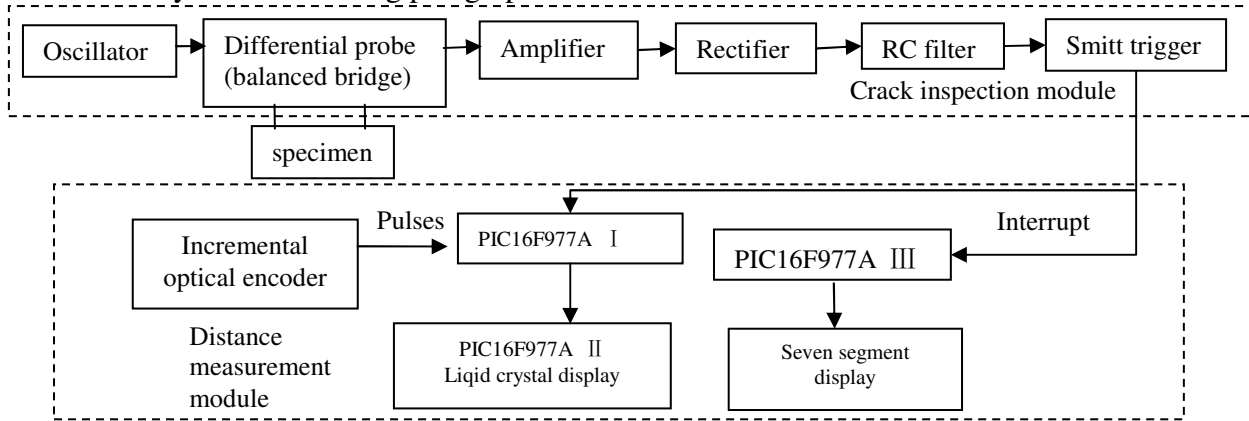 Oscillator
Differential probe
(balanced bridge)
Amplifier
Rectifier
RC filter
Smitt trigger
Crack inspection module
specimen
Incremental
optical encoder
Pulses
PIC16F977A Ⅰ
Interrupt
PIC16F977A Ⅲ
Distance
measurement
module
PIC16F977A Ⅱ
Liqid crystal display
Seven segment
display